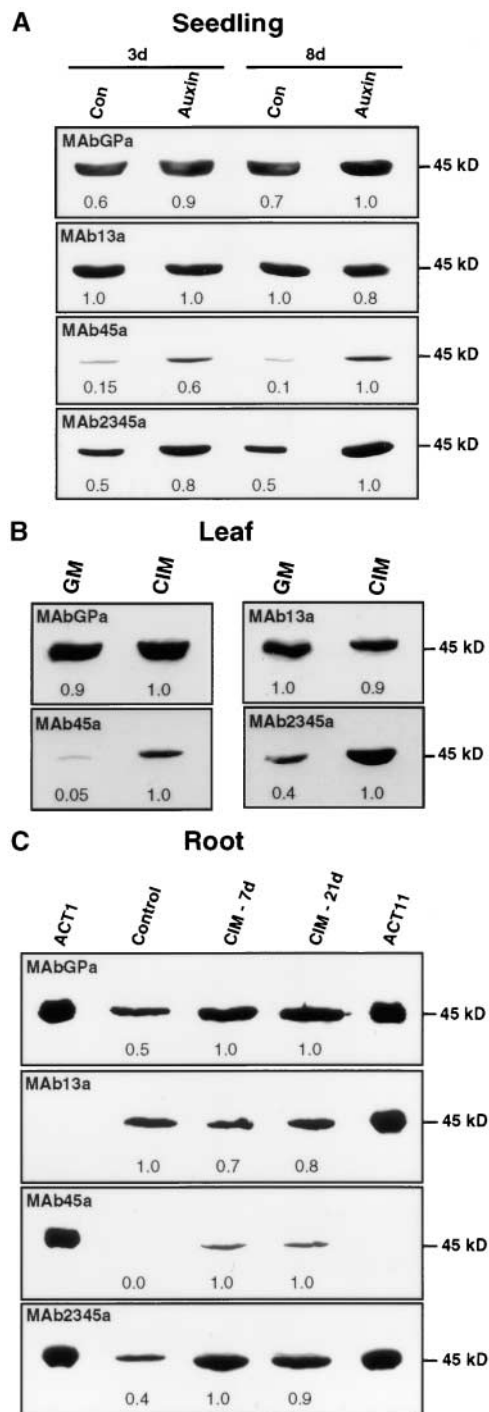 A Seedling
3d 8d
Con Auxin Con Auxin
MAbGPa
45 kD
0.6 0.9 0.7 1.0
MAb13a
45 kD
1.0 1.0 1.0 0.8
MAb45a
45 kD
0.15 0.6 0.1 1.0
MAb2345a
45 kD
0.5 0.8 0.5 1.0
B Leaf
GM CIM GM CIM
MAbGPa MAb13a
45 kD
0.9 1.0 1.0 0.9
MAb45a MAb2345a
45 kD
0.05 1.0 0.4 1.0
C Root
ACT1 Control CIM - 7d CIM - 21d ACT11
MAbGPa
45 kD
0.5 1.0 1.0
MAb13a
45 kD
1.0 0.7 0.8
MAb45a
45 kD
0.0 1.0 1.0
MAb2345a
45 kD
0.4 1.0 0.9